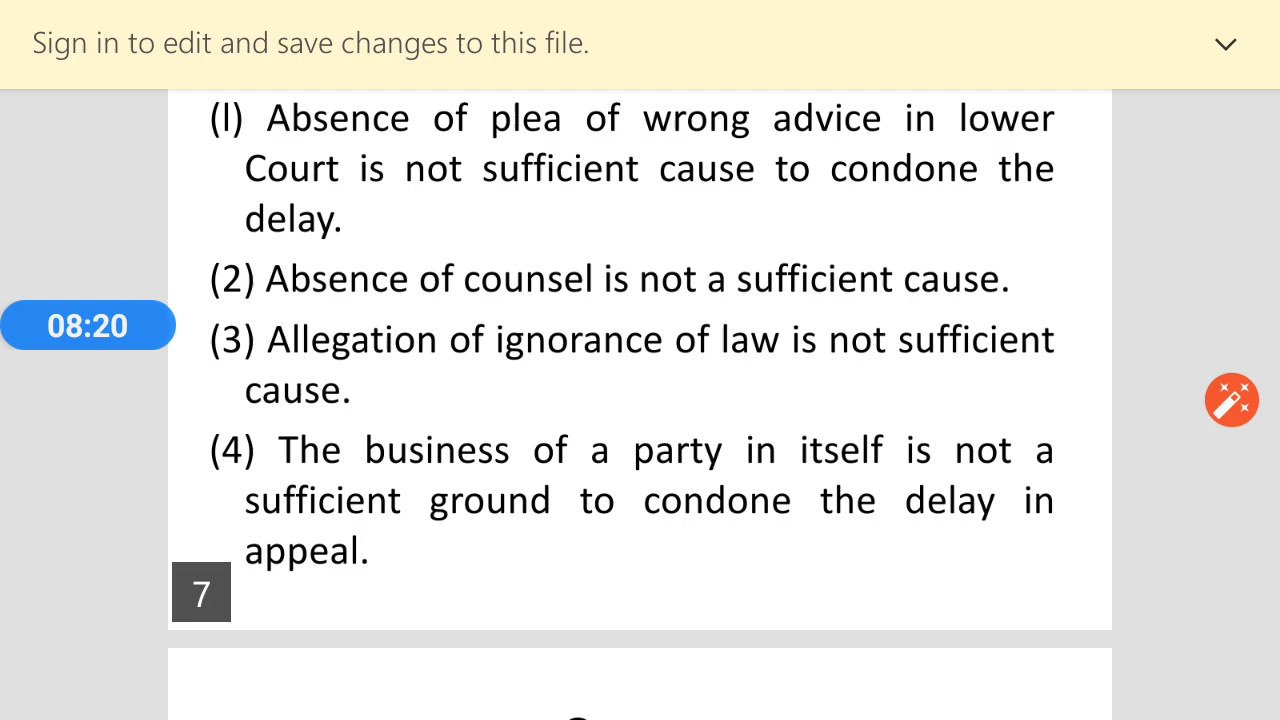 Sign in to edit and save changes to this file.
(l) Absence of plea of wrong advice in lower
Court is not sufficient cause to condone the
delay.
(2) Absence of counsel is not a sufficient cause.
08:20
(3) Allegation of ignorance of law is not sufficient
cause.
(4) The business of a party in itself is not a
sufficient ground to condone the delay in
appeal.
7